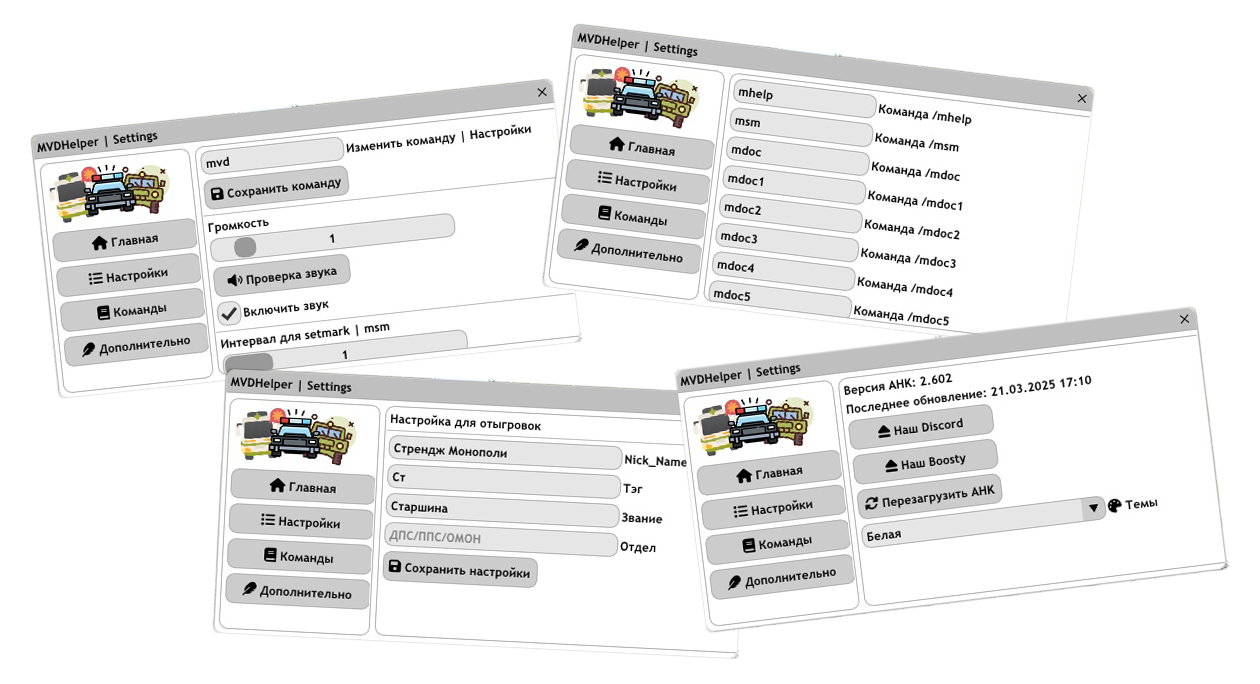 MVDHelper | Settings
Главная
Настройки
Команды
Дополнительно
mvd
Изменить команду | Настройки
Сохранить команду
Громкость
1
Проверка звука
Включить звук
Интервал для setmark | msm
1
MVDHelper | Settings
Главная
Настройки
Команды
Дополнительно
mhelp Команда /mhelp
msm Команда /msm
mdoc Команда /mdoc
mdoc1 Команда /mdoc1
mdoc2 Команда /mdoc2
mdoc3 Команда /mdoc3
mdoc4 Команда /mdoc4
mdoc5 Команда /mdoc5
MVDHelper | Settings
Главная
Настройки
Команды
Дополнительно
Настройка для отыгровок
Стрендж Монополи Nick_Name
Ст Тэг
Старшина Звание
ДПС/ППС/ОМОН Отдел
Сохранить настройки
MVDHelper | Settings
Главная
Настройки
Команды
Дополнительно
Версия АНК: 2.602
Последнее обновление: 21.03.2025 17:10
Наш Discord
Наш Boosty
Перезагрузить АНК
Белая Темы